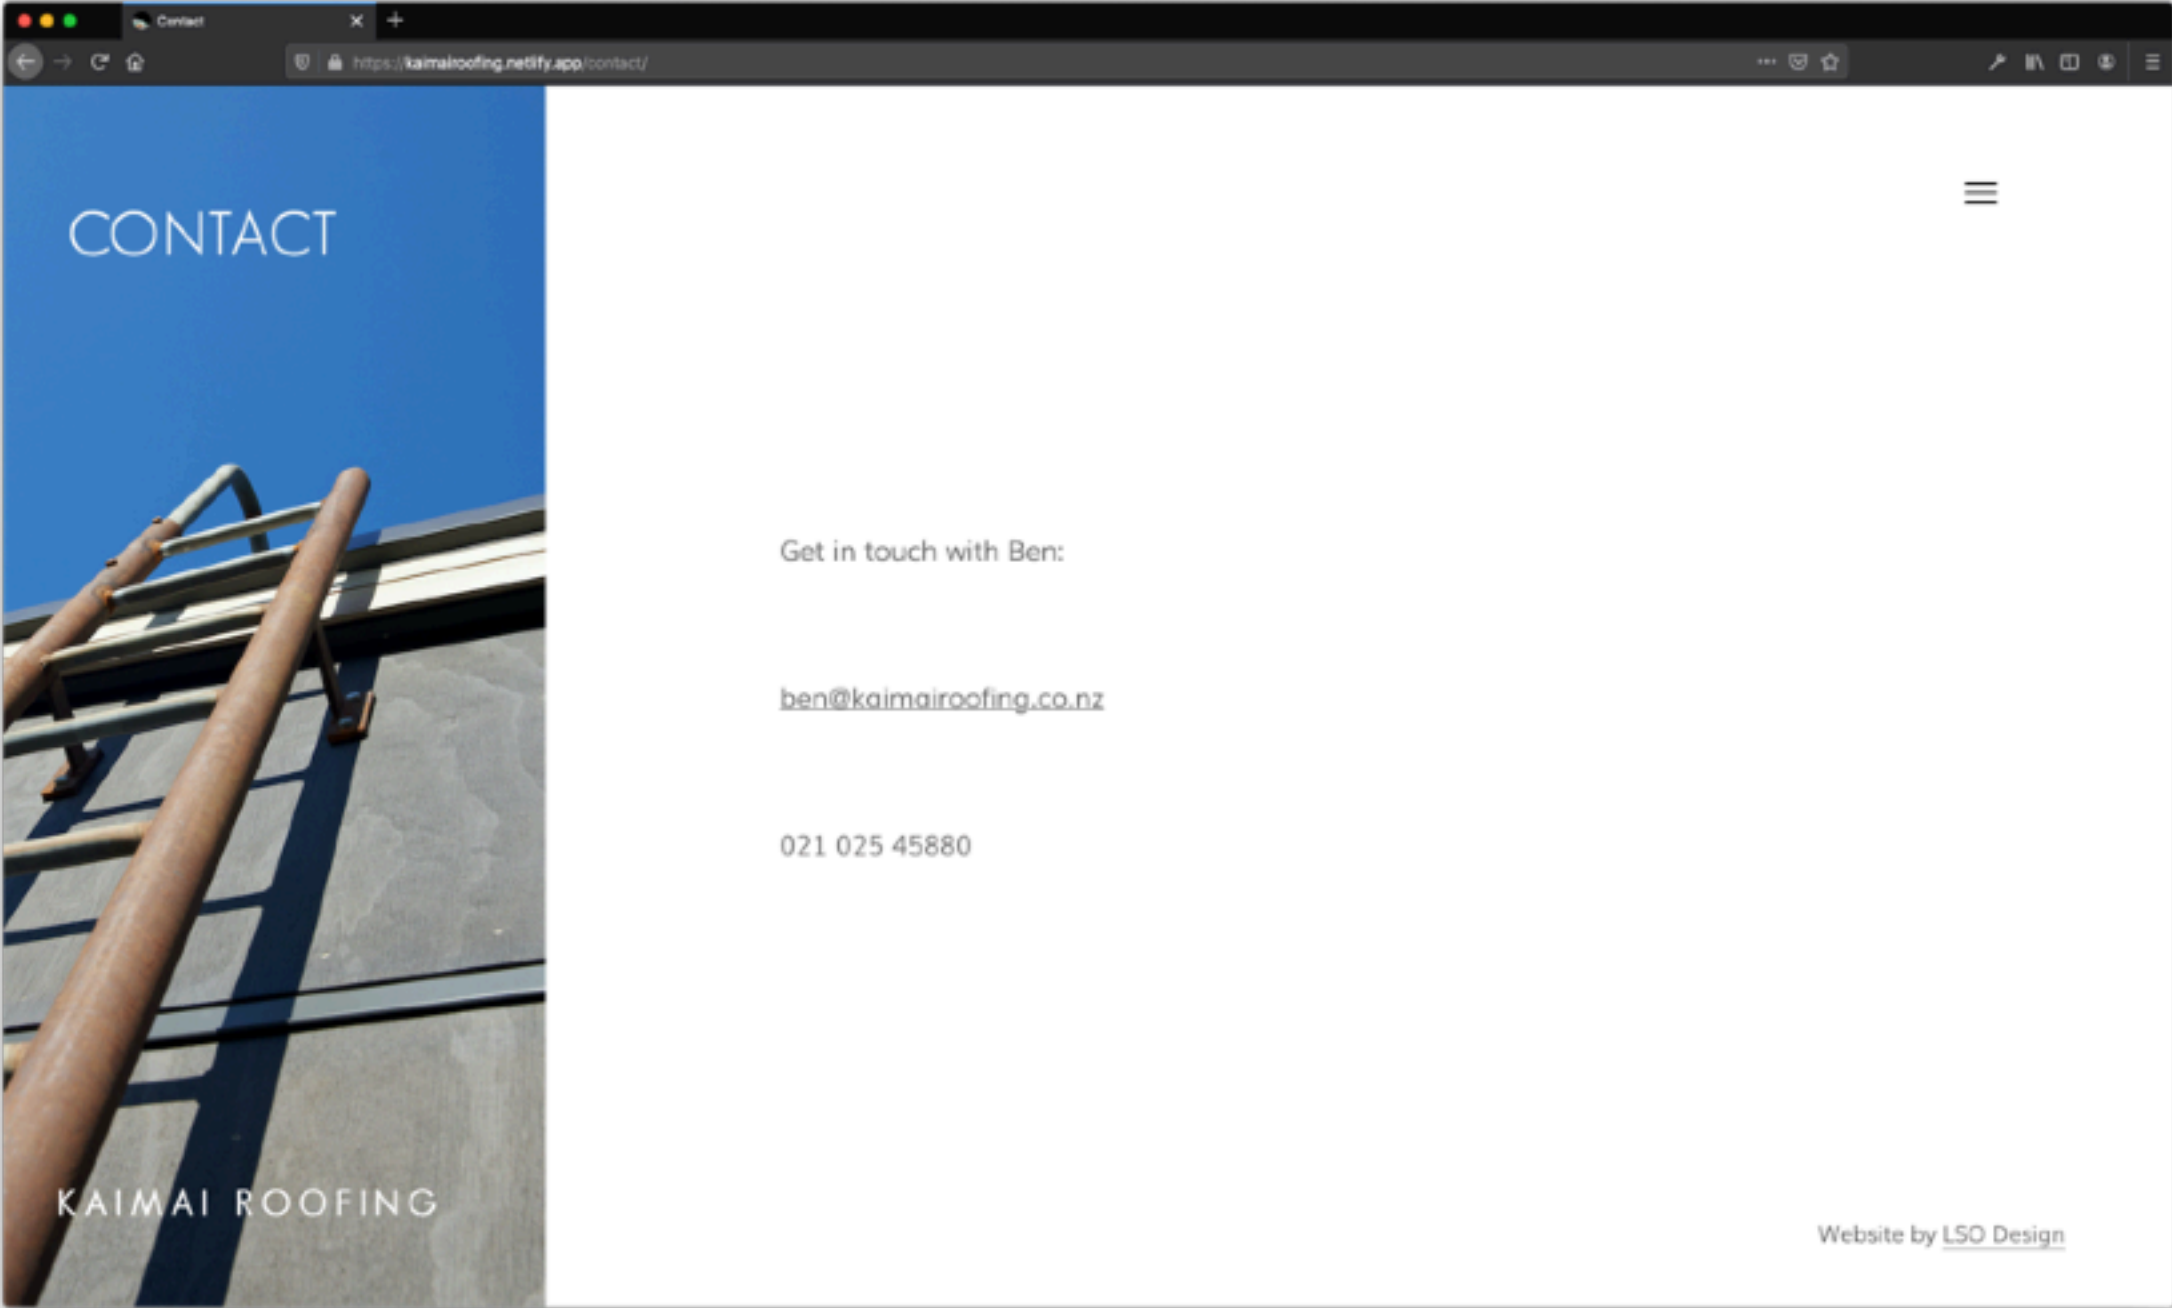 Contact
https://kaimairoofing.netlify.app/contact/
CONTACT
Get in touch with Ben:
ben@kaimairoofing.co.nz
021 025 45880
KAIMAI ROOFING
Website by LSO Design